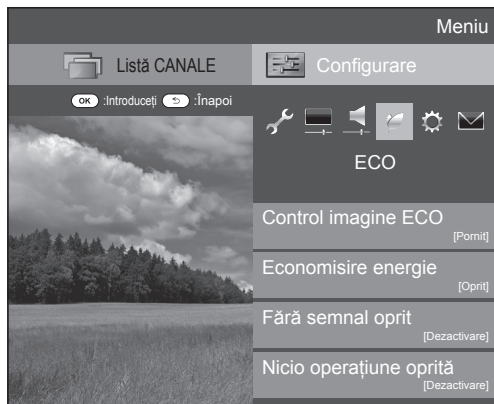 Meniu
Listă CANALE
Configurare
OK :Introduceți :Înapoi
ECO
Control imagine ECO
[Pornit]
Economisire energie
[Oprit]
Fără semnal oprit
[Dezactivare]
Nicio operațiune oprită
[Dezactivare]